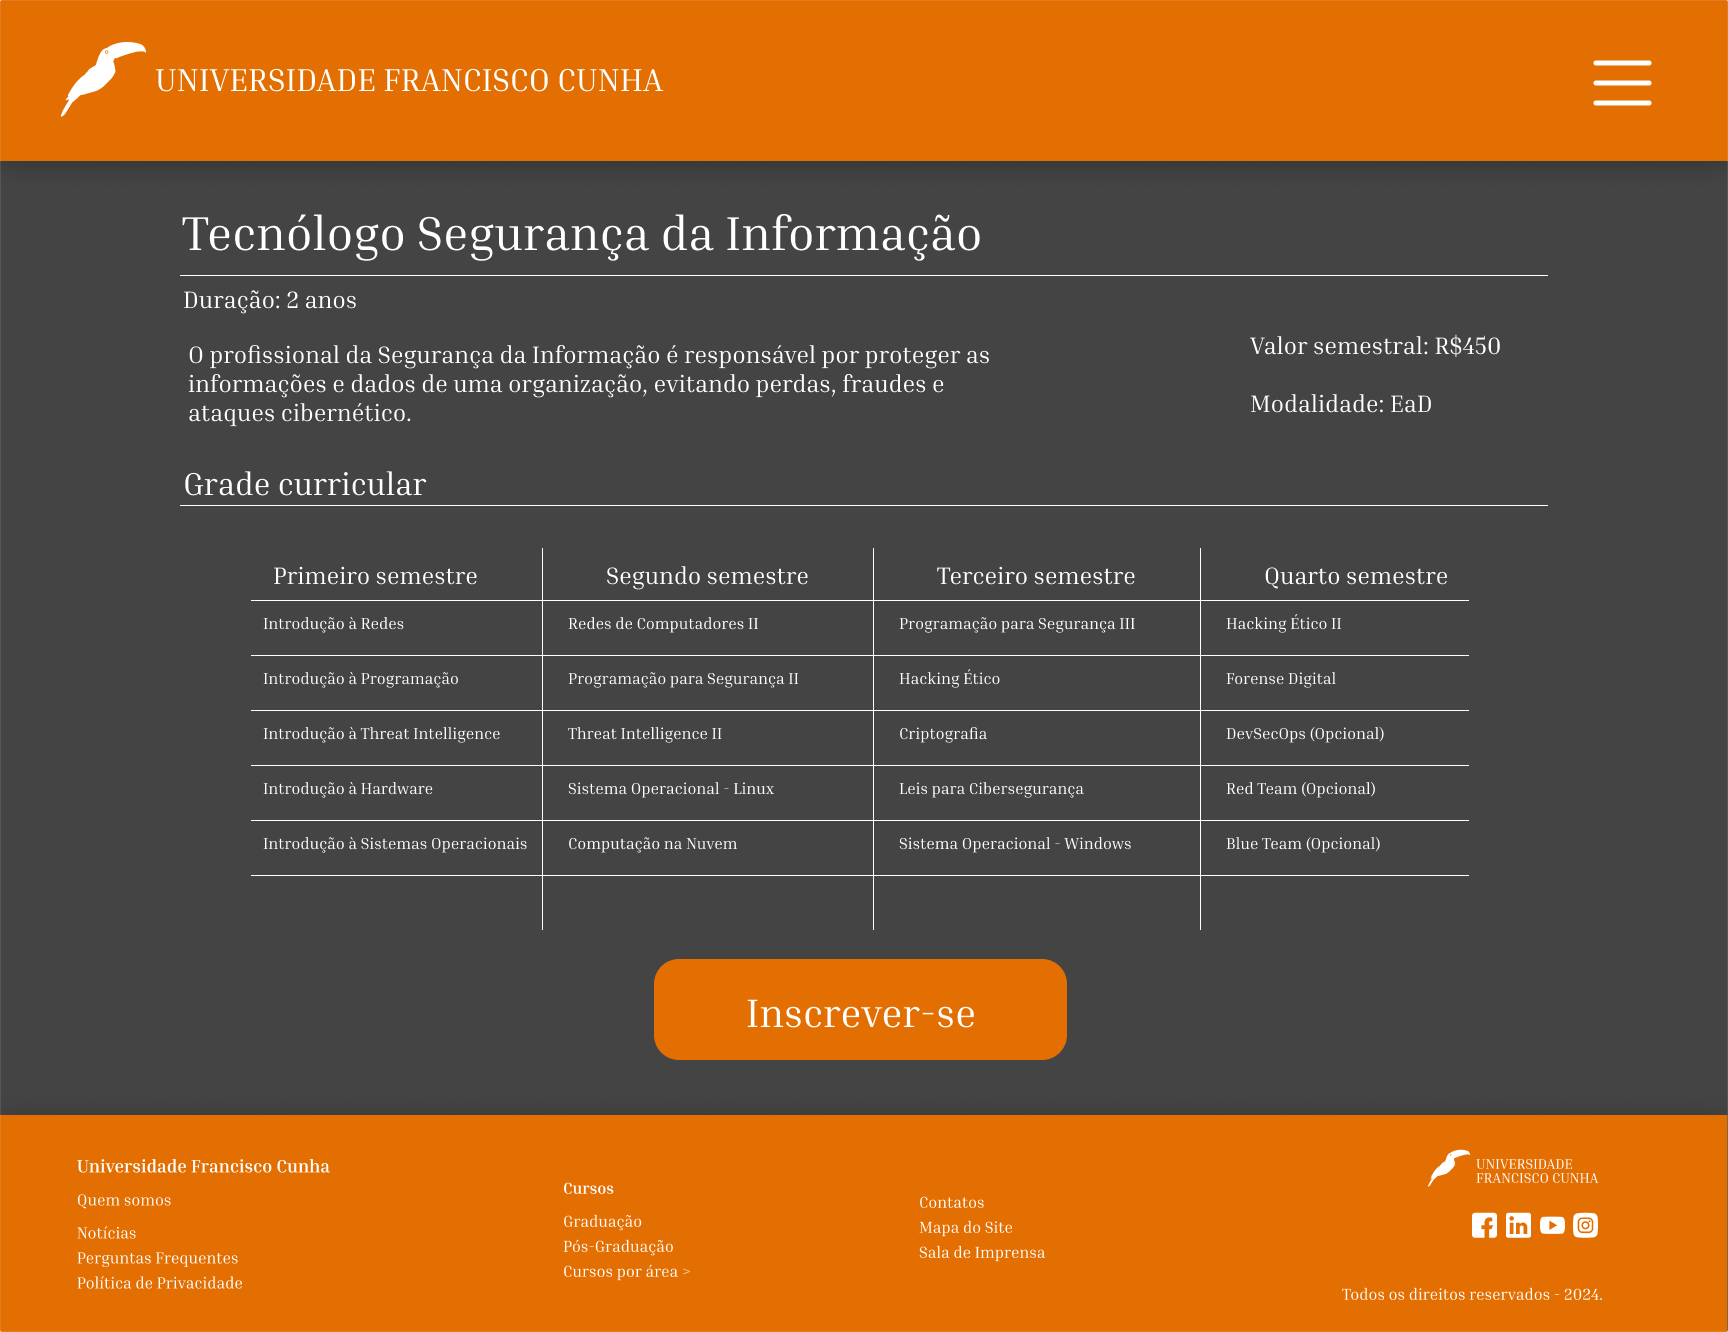 UNIVERSIDADE FRANCISCO CUNHA
Tecnólogo Segurança da Informação
Duração: 2 anos
O profissional da Segurança da Informação é responsável por proteger as
informações e dados de uma organização, evitando perdas, fraudes e
ataques cibernético.
Valor semestral: R$450
Modalidade: EaD
Grade curricular
Primeiro semestre
Segundo semestre
Terceiro semestre
Quarto semestre
Introdução à Redes
Redes de Computadores II
Programação para Segurança III
Hacking Ético II
Introdução à Programação
Programação para Segurança II
Hacking Ético
Forense Digital
Introdução à Threat Intelligence
Threat Intelligence II
Criptografia
DevSecOps (Opcional)
Introdução à Hardware
Sistema Operacional - Linux
Leis para Cibersegurança
Red Team (Opcional)
Introdução à Sistemas Operacionais
Computação na Nuvem
Sistema Operacional - Windows
Blue Team (Opcional)
Inscrever-se
Universidade Francisco Cunha
Quem somos
Notícias
Perguntas Frequentes
Política de Privacidade
Cursos
Graduação
Pós-Graduação
Cursos por área >
Contatos
Mapa do Site
Sala de Imprensa
UNIVERSIDADE
FRANCISCO CUNHA
Todos os direitos reservados - 2024.